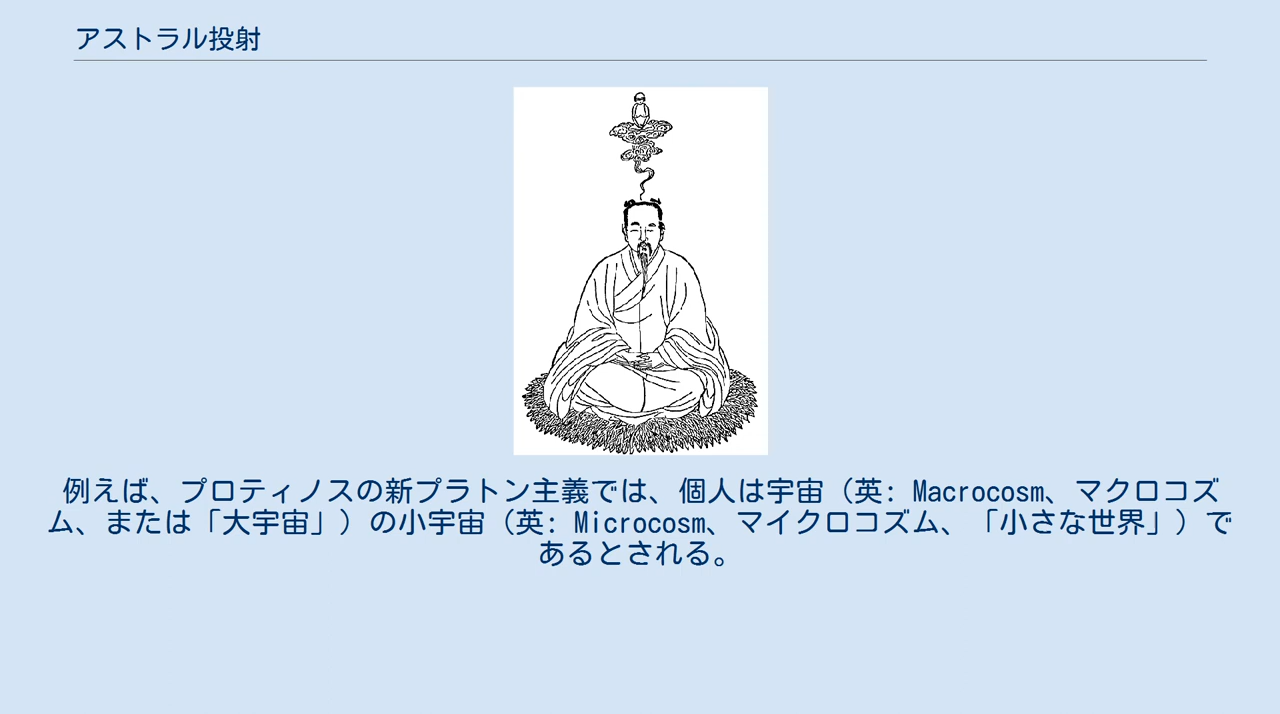 アストラル投射
例えば、プロティノスの新プラトン主義では、個人は宇宙（英: Macrocosm、マクロコズ
ム、または「大宇宙」）の小宇宙（英: Microcosm、マイクロコズム、「小さな世界」）で
あるとされる。